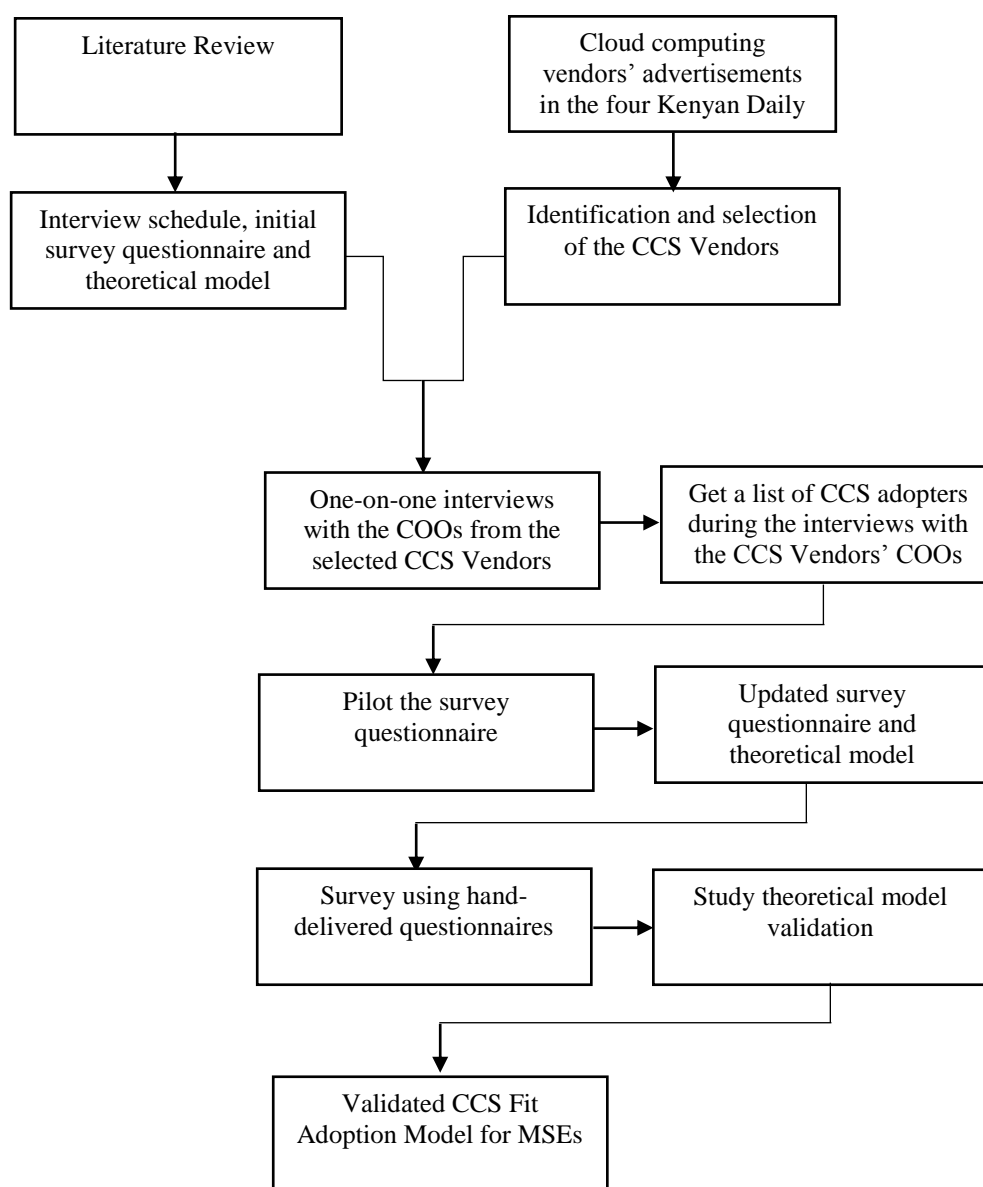 Literature Review
Cloud computing
vendors’ advertisements
in the four Kenyan Daily
Interview schedule, initial
survey questionnaire and
theoretical model
Identification and selection
of the CCS Vendors
One-on-one interviews
with the COOs from the
selected CCS Vendors
Get a list of CCS adopters
during the interviews with
the CCS Vendors’ COOs
Pilot the survey
questionnaire
Updated survey
questionnaire and
theoretical model
Survey using hand-
delivered questionnaires
Study theoretical model
validation
Validated CCS Fit
Adoption Model for MSEs